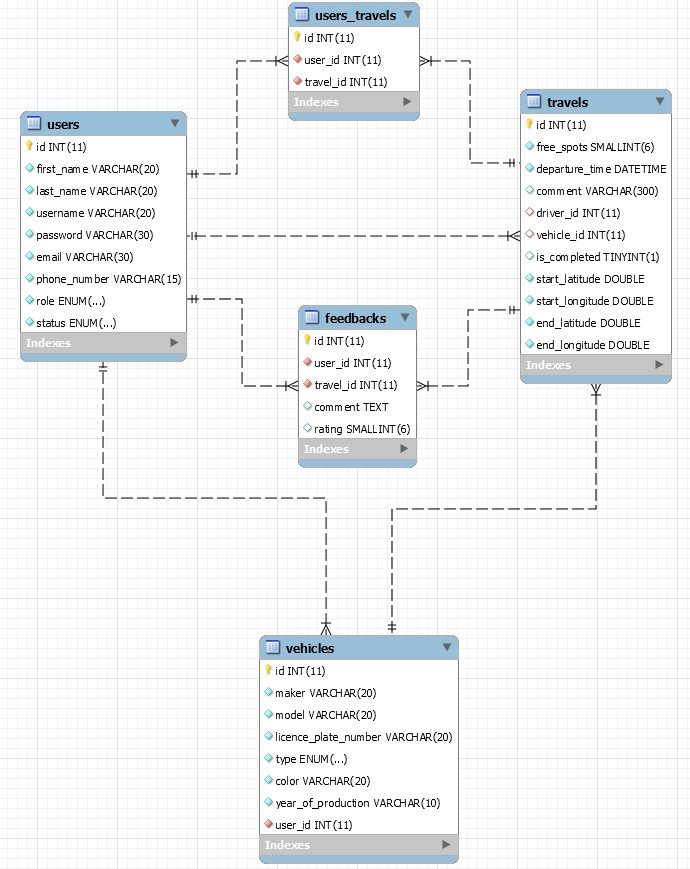 users_travels
id INT(11)
user_id INT(11)
travel_id INT(11)
Indexes
users
id INT(11)
first_name VARCHAR(20)
last_name VARCHAR(20)
username VARCHAR(20)
password VARCHAR(30)
email VARCHAR(30)
phone_number VARCHAR(15)
role ENUM(...)
status ENUM(...)
Indexes
travels
id INT(11)
free_spots SMALLINT(6)
departure_time DATETIME
comment VARCHAR(300)
driver_id INT(11)
vehicle_id INT(11)
is_completed TINYINT(1)
start_latitude DOUBLE
start_longitude DOUBLE
end_latitude DOUBLE
end_longitude DOUBLE
Indexes
feedbacks
id INT(11)
user_id INT(11)
travel_id INT(11)
comment TEXT
rating SMALLINT(6)
Indexes
vehicles
id INT(11)
maker VARCHAR(20)
model VARCHAR(20)
licence_plate_number VARCHAR(20)
type ENUM(...)
color VARCHAR(20)
year_of_production VARCHAR(10)
user_id INT(11)
Indexes